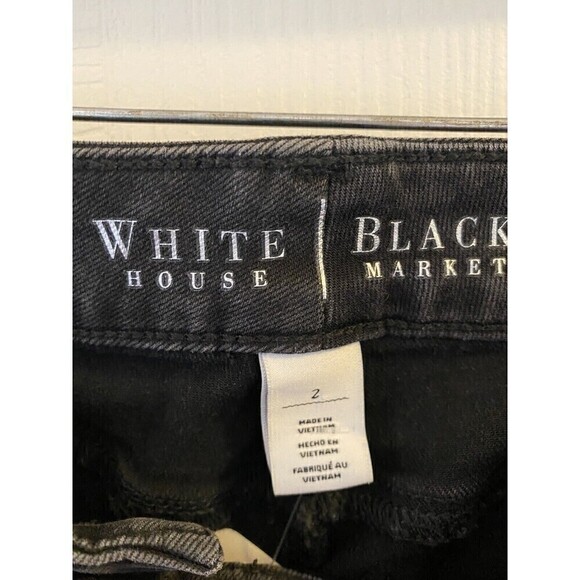 WHITE BLACK
HOUSE MARKET
2
MADE IN
VIETNAM
HECHO EN
VIETNAM
FABRIQUÉ AU
VIETNAM